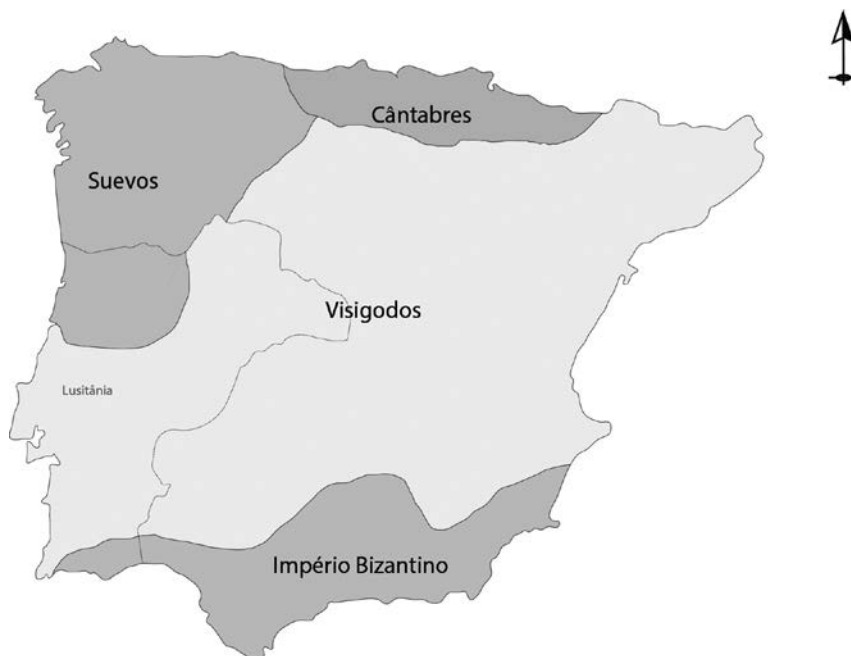 Cântabres
Suevos
Visigodos
Lusitânia
Império Bizantino